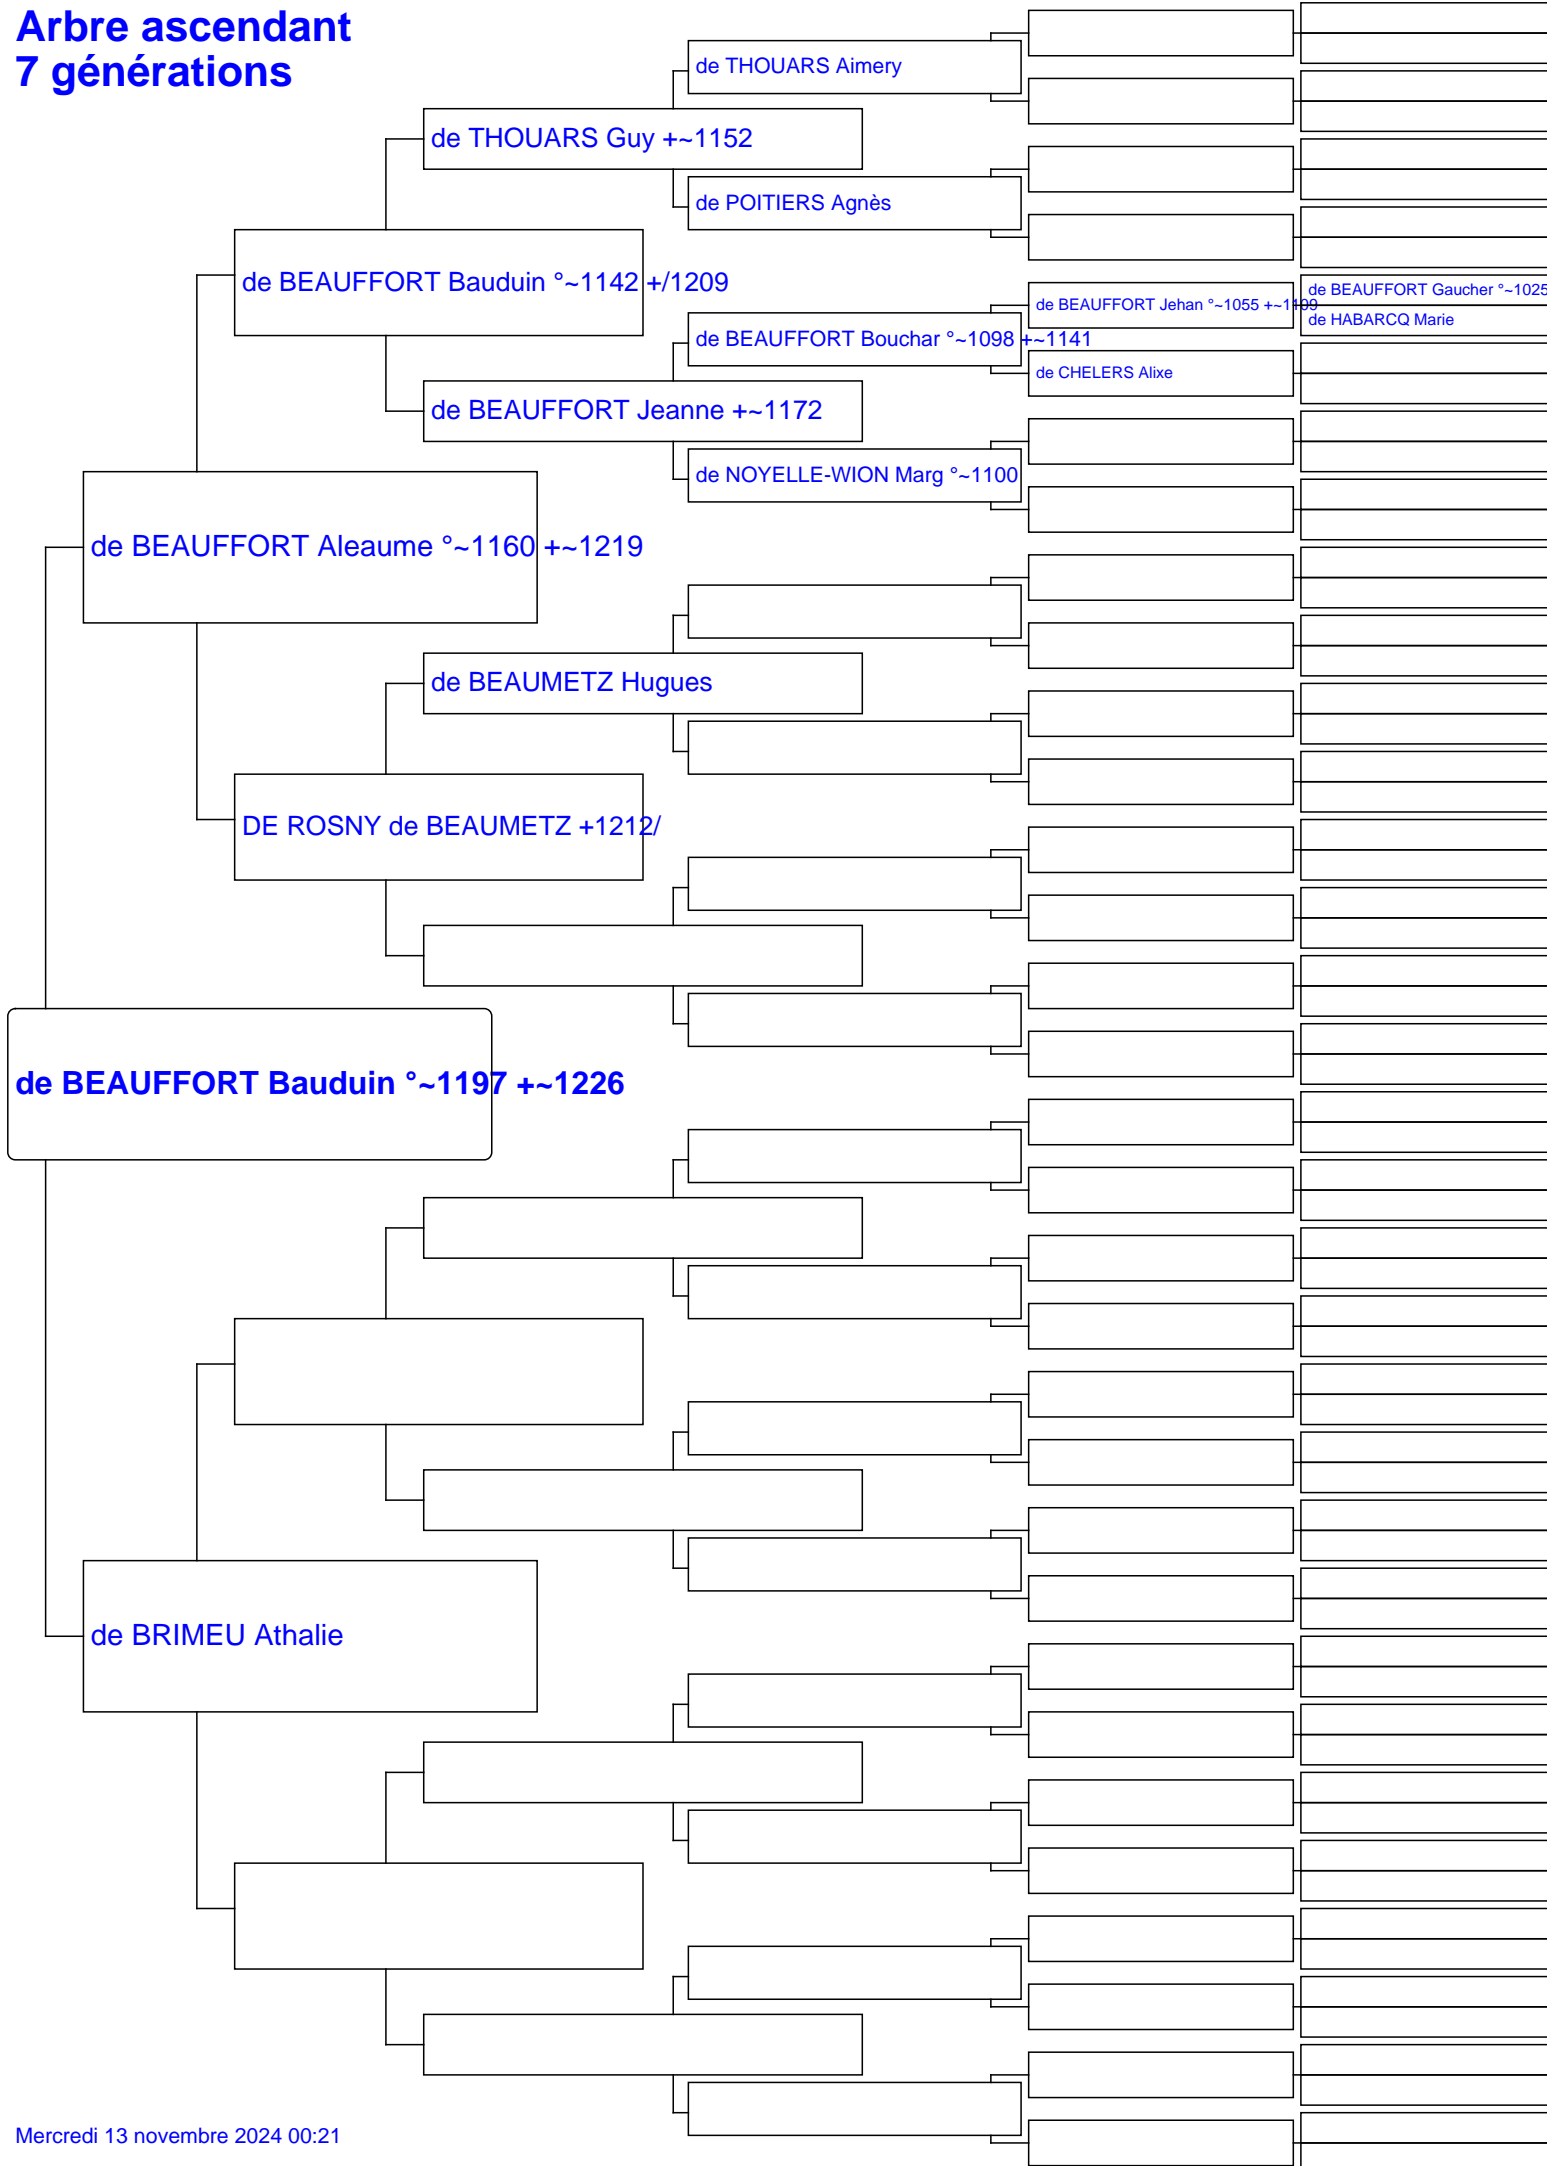 Arbre ascendant
7 générations
de THOUARS Aimery
de THOUARS Guy +~1152
de POITIERS Agnès
de BEAUFFORT Bauduin °~1142 +/1209
de BEAUFFORT Gaucher °~1025
de BEAUFFORT Jehan °~1055 +~1109
de HABARCQ Marie
de BEAUFFORT Bouchar °~1098 +~1141
de CHELERS Alixe
de BEAUFFORT Jeanne +~1172
de NOYELLE-WION Marg °~1100
de BEAUFFORT Aleaume °~1160 +~1219
de BEAUMETZ Hugues
DE ROSNY de BEAUMETZ +1212/
de BEAUFFORT Bauduin °~1197 +~1226
de BRIMEU Athalie
Mercredi 13 novembre 2024 00:21